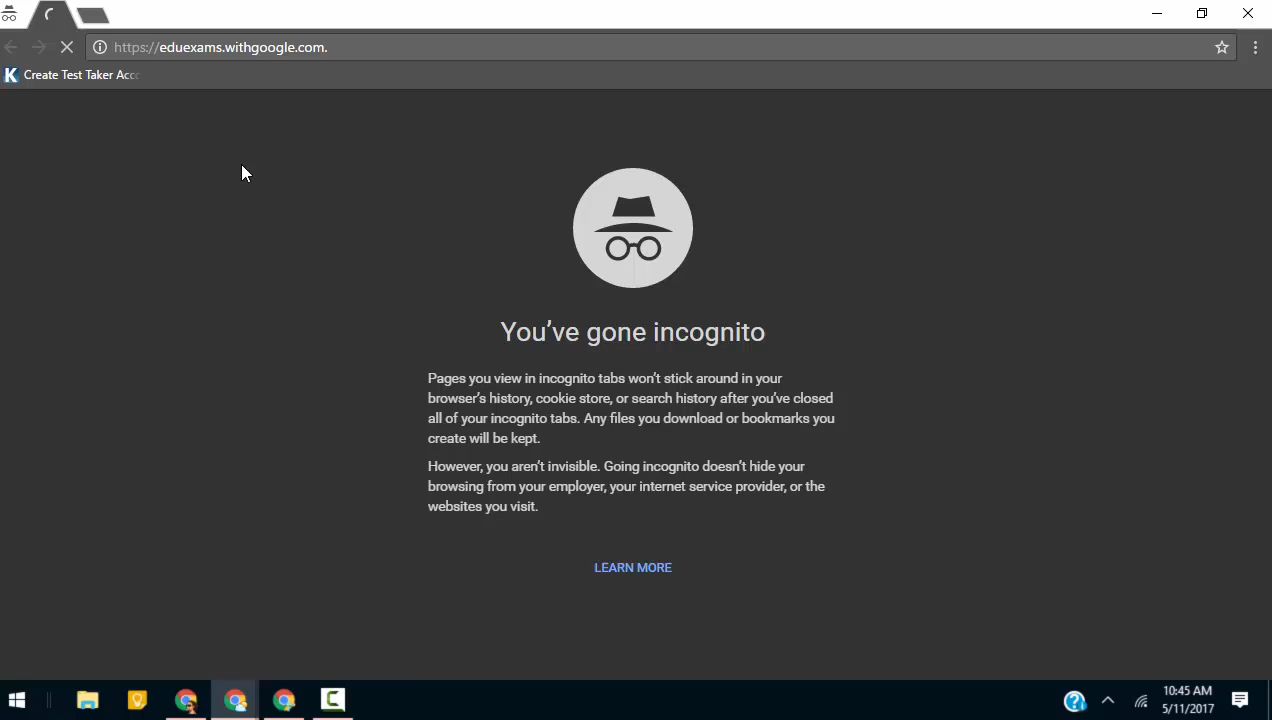 https://eduexams.withgoogle.com.
K Create Test Taker Acco
You've gone incognito
Pages you view in incognito tabs won't stick around in your
browser's history, cookie store, or search history after you've closed
all of your incognito tabs. Any files you download or bookmarks you
create will be kept.
However, you aren't invisible. Going incognito doesn't hide your
browsing from your employer, your internet service provider, or the
websites you visit.
LEARN MORE
10:45 AM
5/11/2017